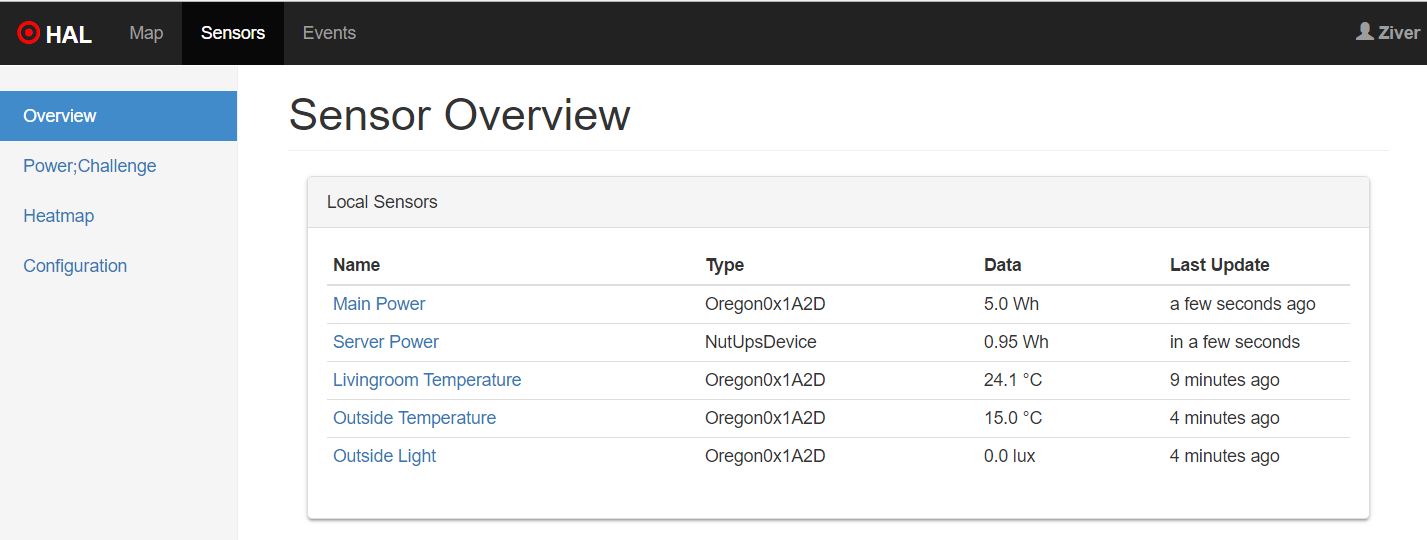 HAL Map Sensors Events Ziver
Overview
Power;Challenge
Heatmap
Configuration
Sensor Overview
Local Sensors
Name Type Data Last Update
Main Power Oregon0x1A2D 5.0 Wh a few seconds ago
Server Power NutUpsDevice 0.95 Wh in a few seconds
Livingroom Temperature Oregon0x1A2D 24.1 °C 9 minutes ago
Outside Temperature Oregon0x1A2D 15.0 °C 4 minutes ago
Outside Light Oregon0x1A2D 0.0 lux 4 minutes ago